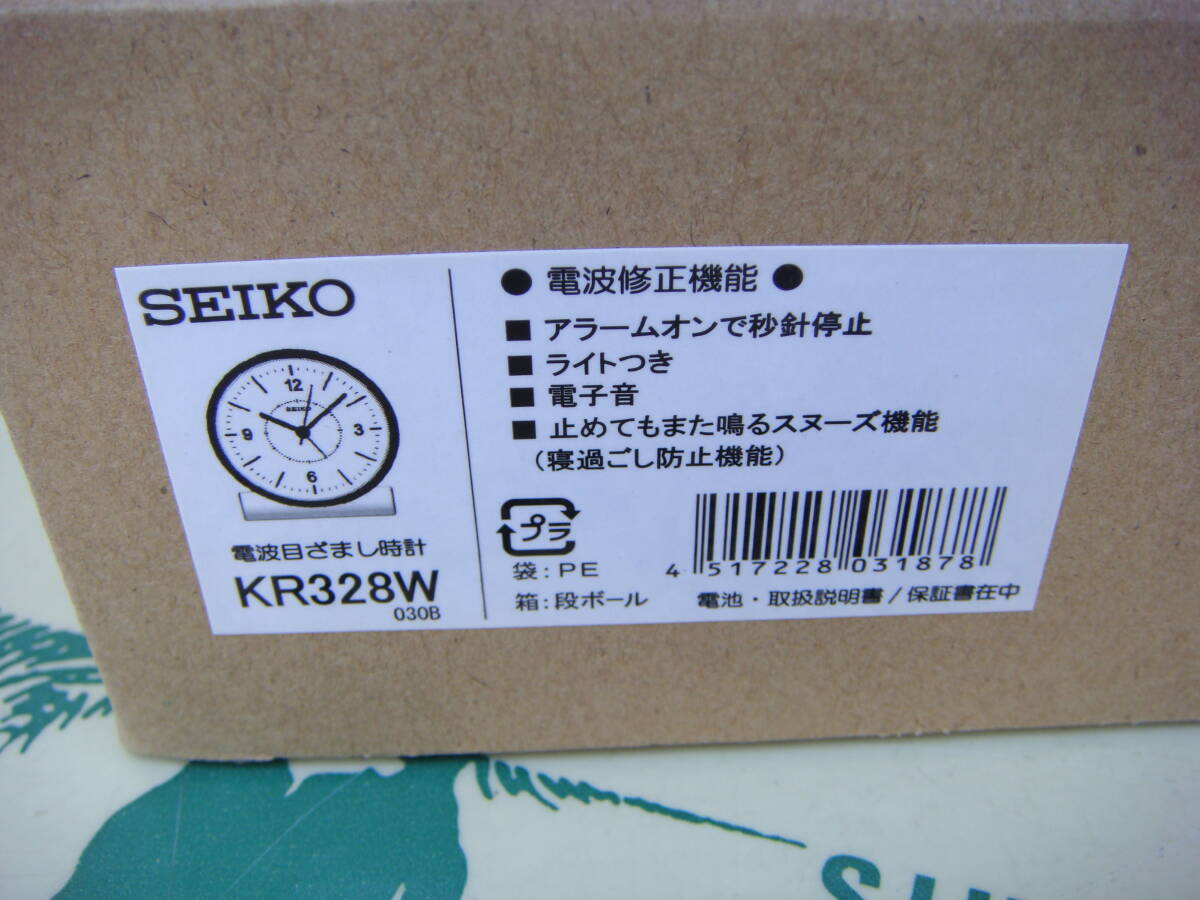 SEIKO
12
SEIKO
9
3
6
電波目ざまし時計
KR328W
030B
● 電波修正機能 ●
■ アラームオンで秒針停止
■ ライトつき
■ 電子音
■ 止めてもまた鳴るスヌーズ機能
(寝過ごし防止機能)
プラ
袋:PE
箱:段ボール
4 517228 031878
電池・取扱説明書/保証書在中